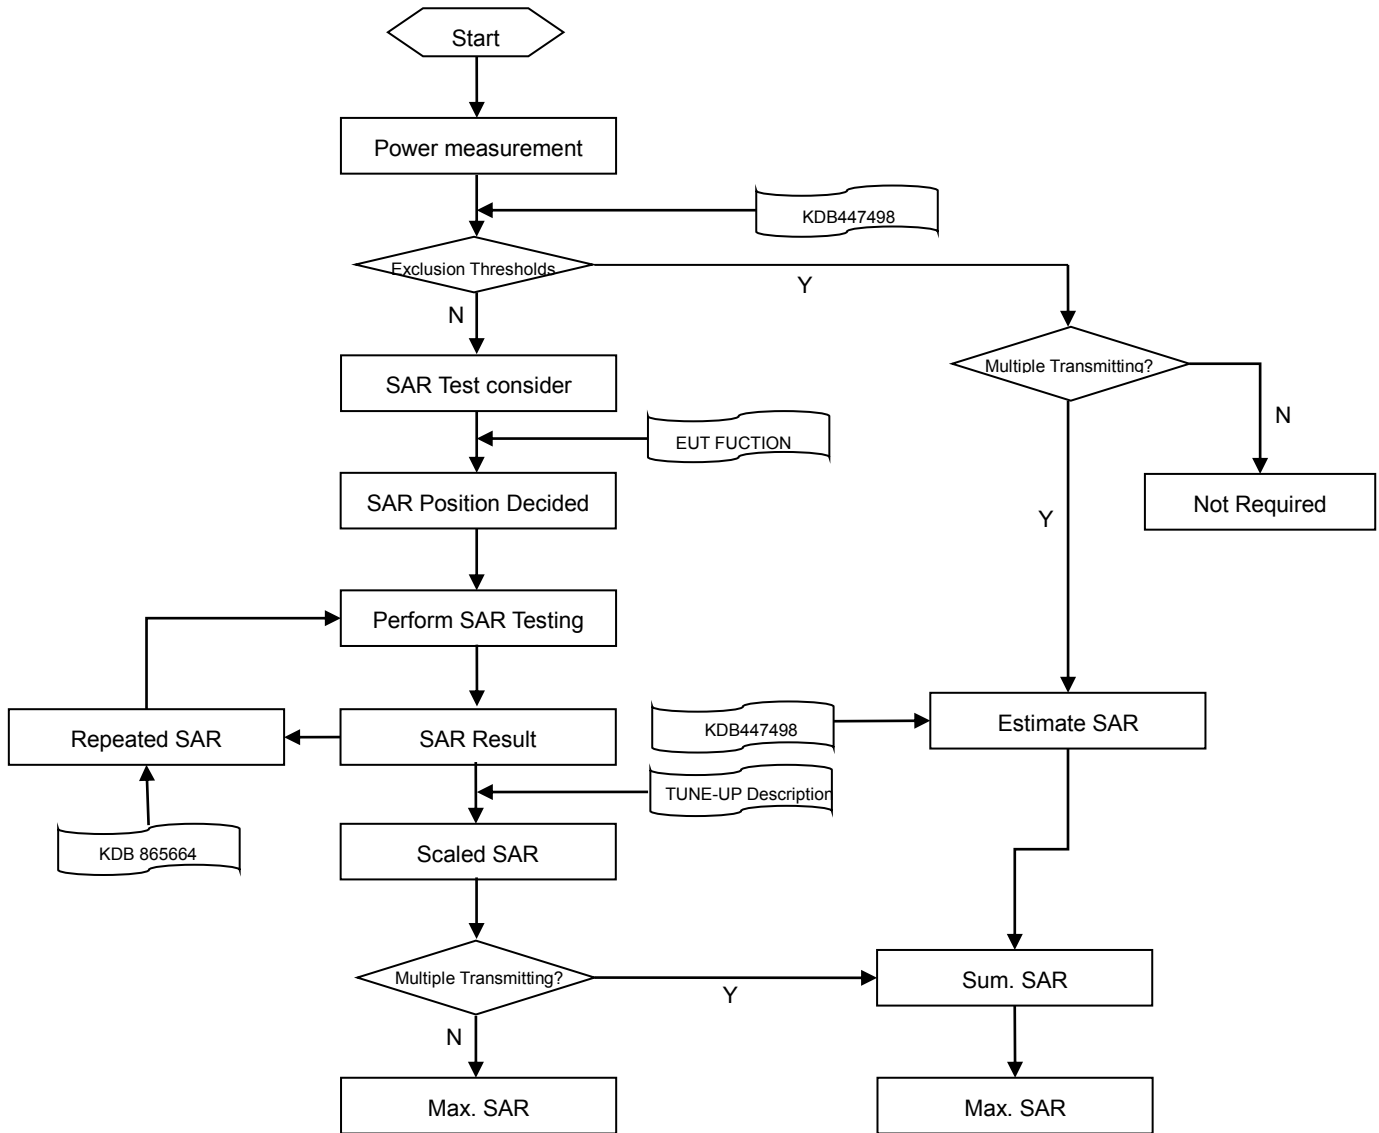 Start
Power measurement
KDB447498
Exclusion Thresholds
Y
N
Multiple Transmitting?
SAR Test consider
N
EUT FUCTION
SAR Position Decided
Not Required
Y
Perform SAR Testing
Repeated SAR
SAR Result
KDB447498
Estimate SAR
TUNE-UP Description
KDB 865664
Scaled SAR
Multiple Transmitting?
Y
Sum. SAR
N
Max. SAR
Max. SAR